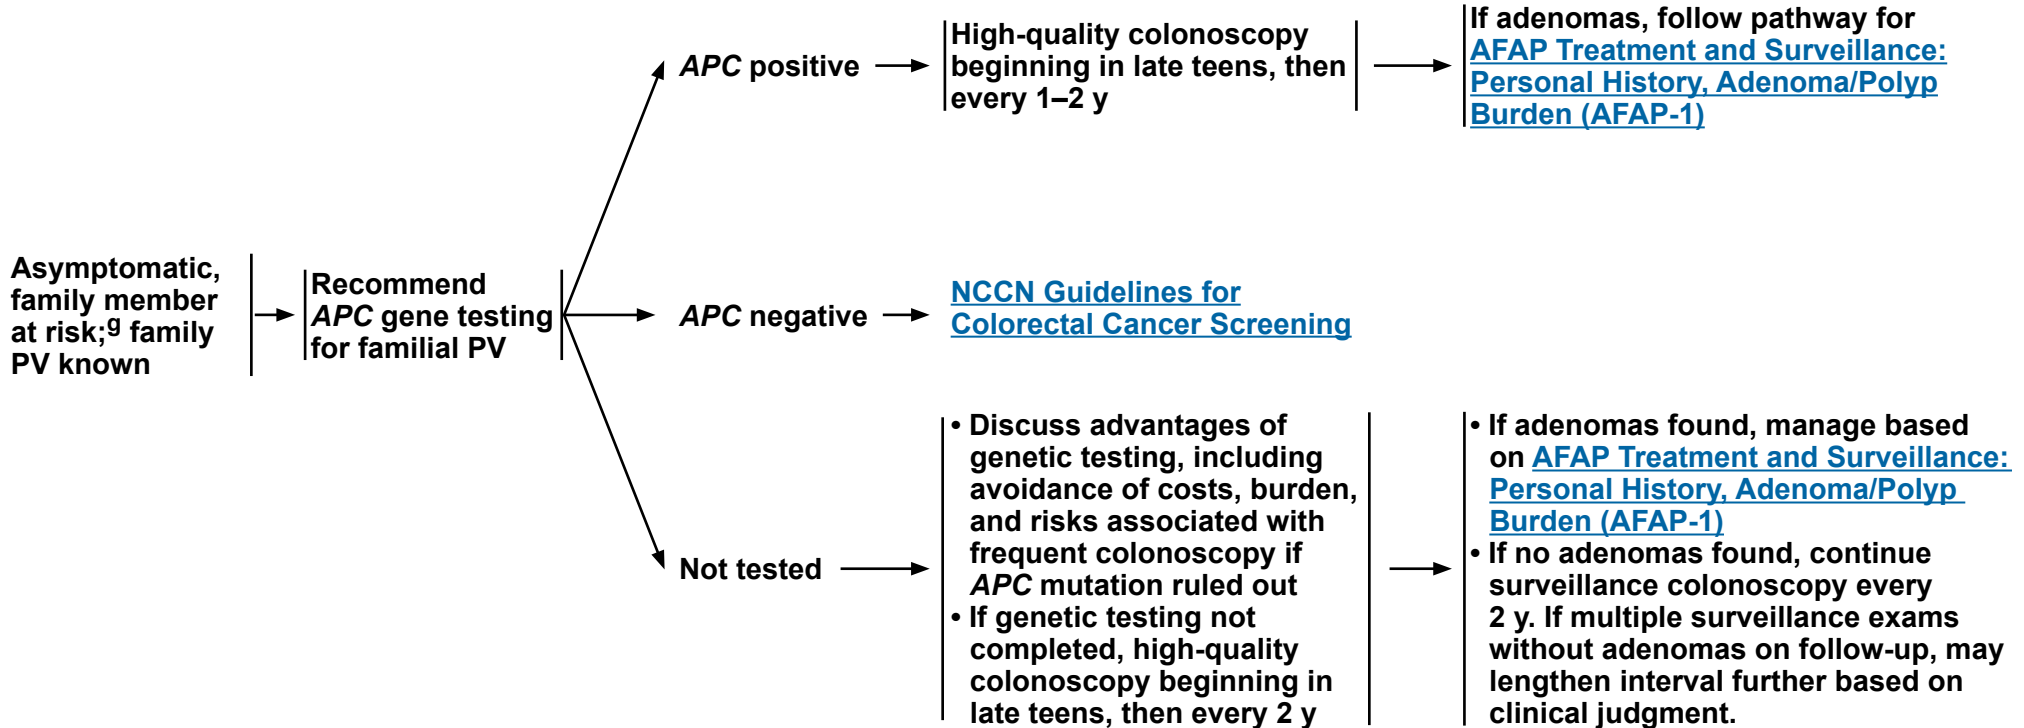 Asymptomatic,
family member
at risk;g family
PV known
Recommend
APC gene testing
for familial PV
APC positive
High-quality colonoscopy
beginning in late teens, then
every 1–2 y
If adenomas, follow pathway for
AFAP Treatment and Surveillance:
Personal History, Adenoma/Polyp
Burden (AFAP-1)
APC negative
NCCN Guidelines for
Colorectal Cancer Screening
Not tested
• Discuss advantages of
genetic testing, including
avoidance of costs, burden,
and risks associated with
frequent colonoscopy if
APC mutation ruled out
• If genetic testing not
completed, high-quality
colonoscopy beginning in
late teens, then every 2 y
• If adenomas found, manage based
on AFAP Treatment and Surveillance:
Personal History, Adenoma/Polyp
Burden (AFAP-1)
• If no adenomas found, continue
surveillance colonoscopy every
2 y. If multiple surveillance exams
without adenomas on follow-up, may
lengthen interval further based on
clinical judgment.